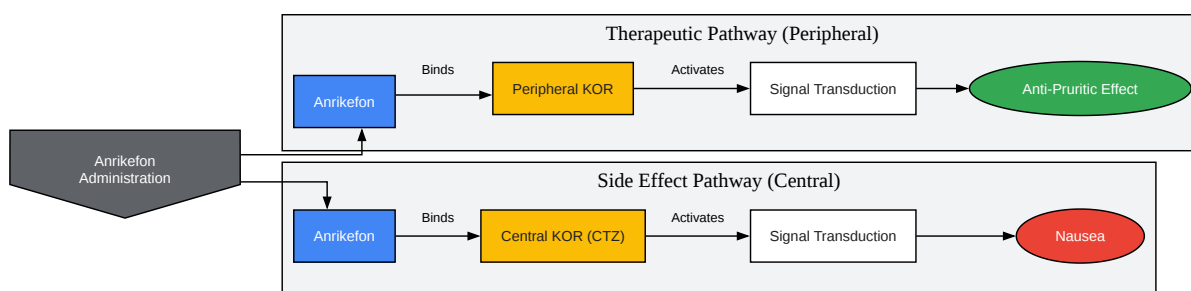 Therapeutic Pathway (Peripheral)
Anrikefon
Binds
Peripheral KOR
Activates
Signal Transduction
Anti-Pruritic Effect
Anrikefon
Administration
Side Effect Pathway (Central)
Anrikefon
Binds
Central KOR (CTZ)
Activates
Signal Transduction
Nausea